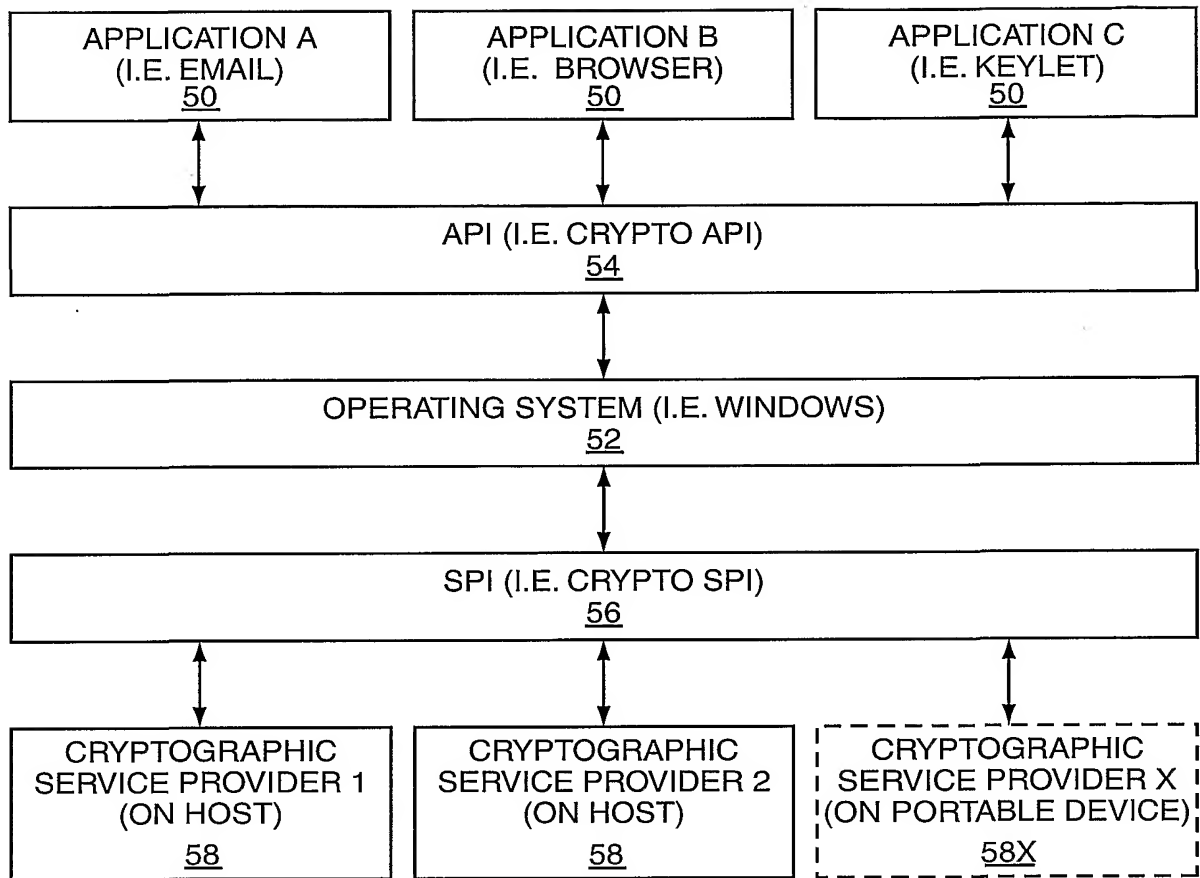 APPLICATION A
(I.E. EMAIL)
50
APPLICATION B
(I.E. BROWSER)
50
APPLICATION C
(I.E. KEYLET)
50
API (I.E. CRYPTO API)
54
OPERATING SYSTEM (I.E. WINDOWS)
52
SPI (I.E. CRYPTO SPI)
56
CRYPTOGRAPHIC
SERVICE PROVIDER 1
(ON HOST)
58
CRYPTOGRAPHIC
SERVICE PROVIDER 2
(ON HOST)
58
CRYPTOGRAPHIC
SERVICE PROVIDER X
(ON PORTABLE DEVICE)
58X